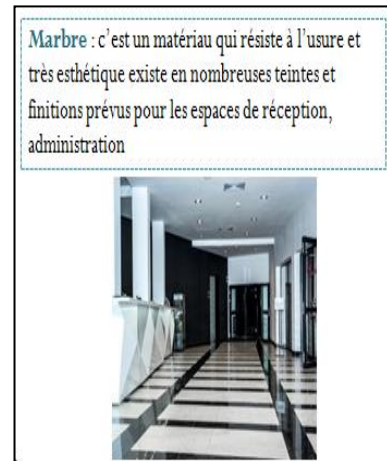 Marbre : c'est un matériau qui résiste à l'usure et
très esthétique existe en nombreuses teintes et
finitions prévus pour les espaces de réception,
administration